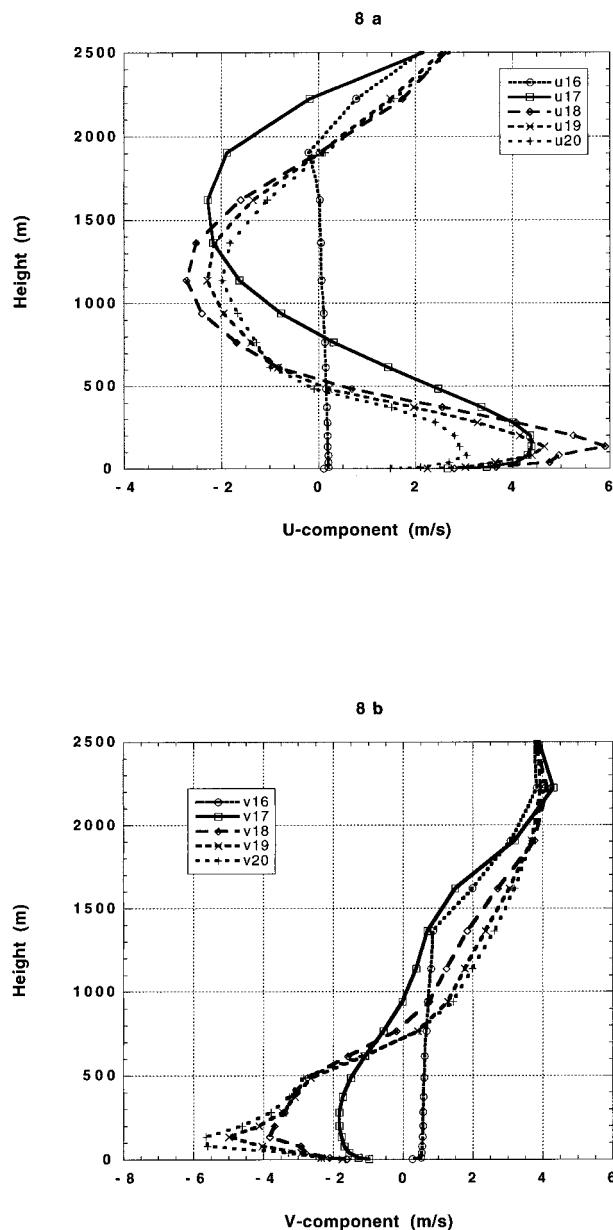 8 a
2500
2000
1500
1000
500
0
Height (m)
u16
u17
u18
u19
u20
-4
-2
0
2
4
6
U-component (m/s)
8 b
2500
2000
1500
1000
500
0
Height (m)
v16
v17
v18
v19
v20
-8
-6
-4
-2
0
2
4
6
V-component (m/s)